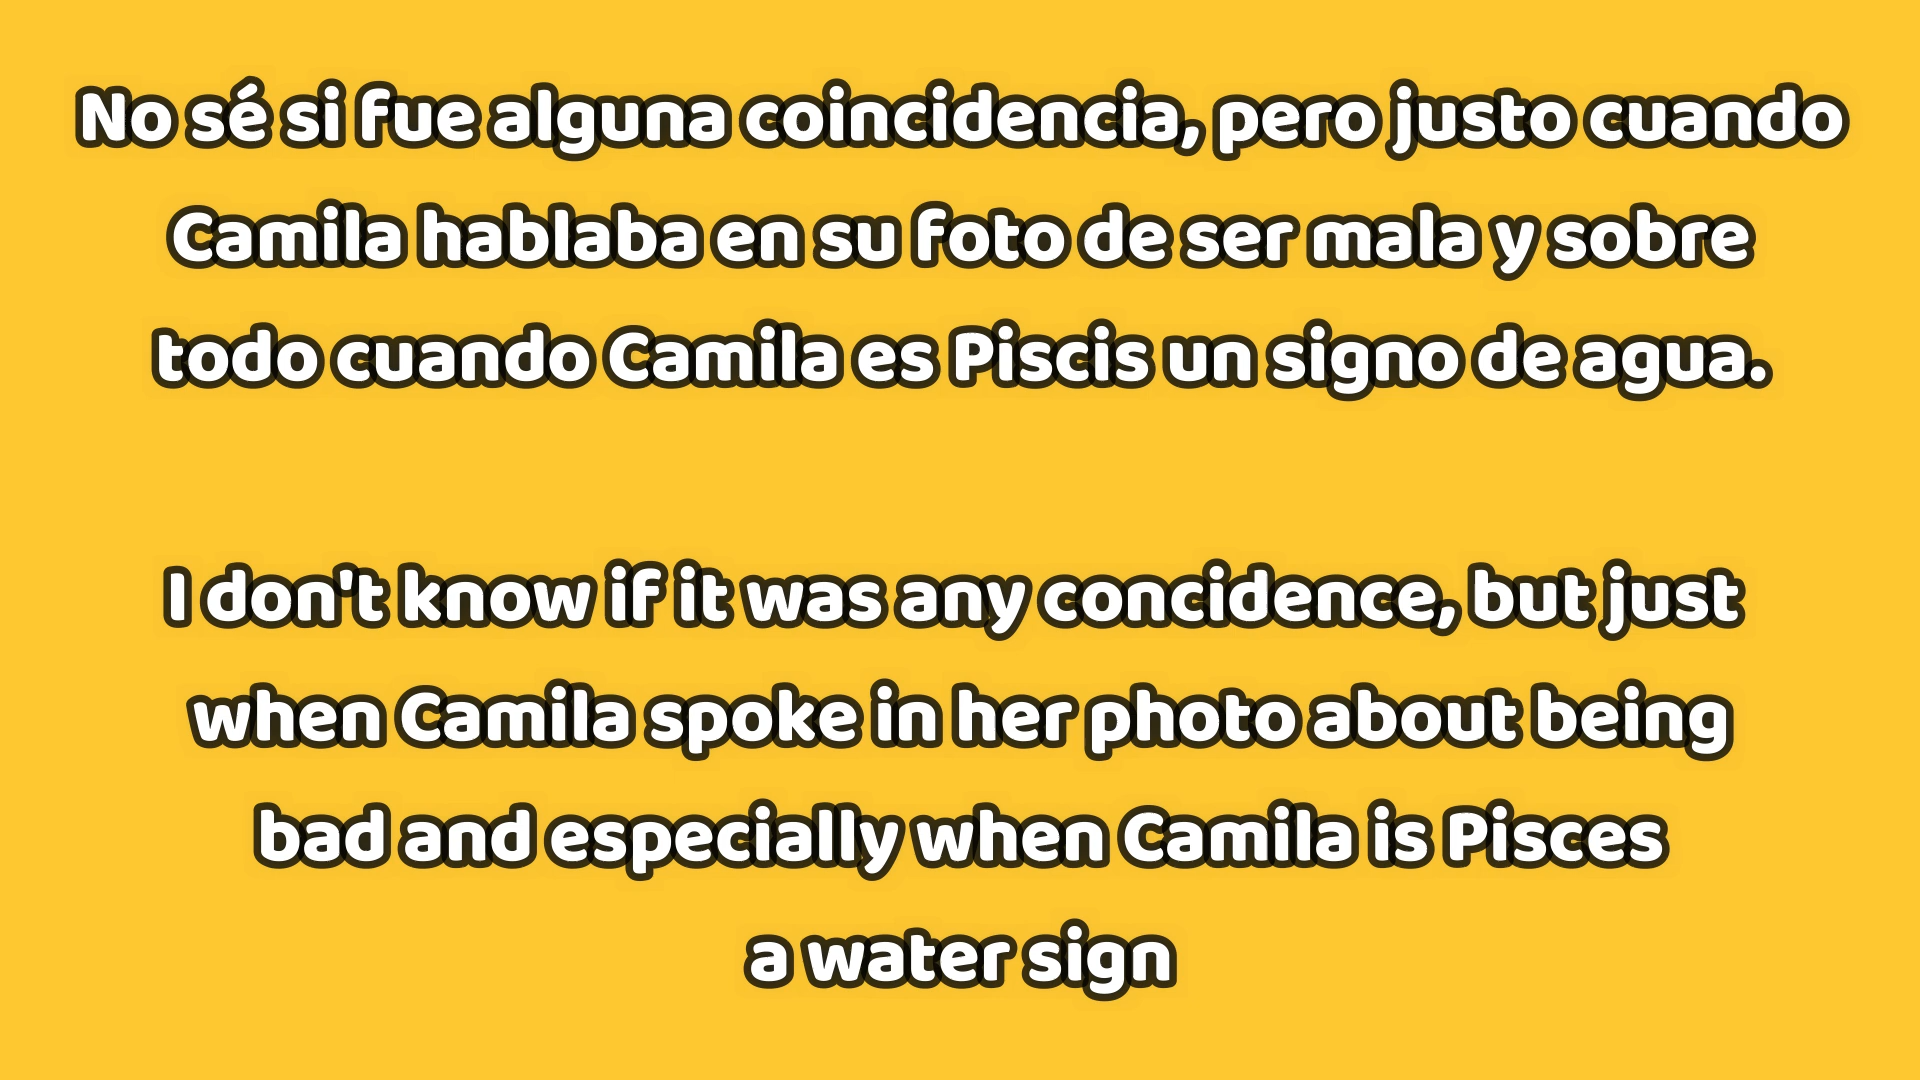 No sé si fue alguna coincidencia, pero justo cuando
Camila hablaba en su foto de ser mala y sobre
todo cuando Camila es Piscis un signo de agua.
I don't know if it was any concidence, but just
when Camila spoke in her photo about being
bad and especially when Camila is Pisces
a water sign